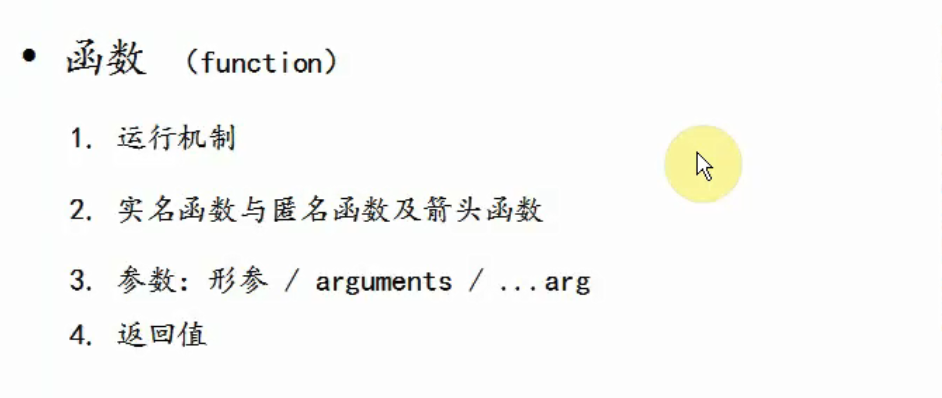 • 函数 （function）
1. 运行机制
2. 实名函数与匿名函数及箭头函数
3. 参数：形参 / arguments / ...arg
4. 返回值